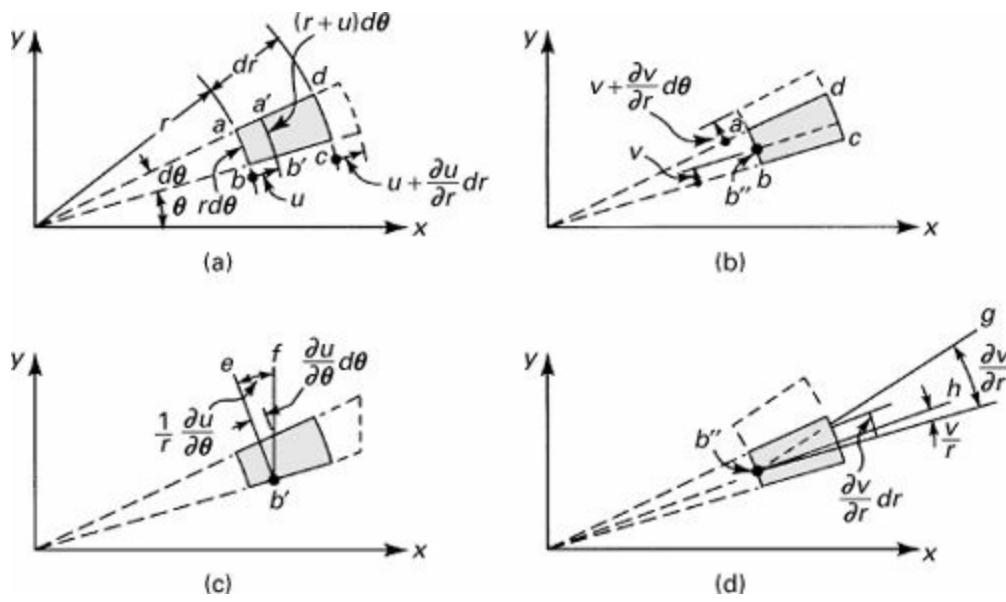 y
(r + u)dθ
dr
d
r
a
a′
dθ
θ
rdθ
b
b′
c
u
u + ∂u/∂r dr
x
(a)
y
v + ∂v/∂r dθ
d
a
v
c
b″
b
x
(b)
y
e
f
∂u/∂θ dθ
1/r ∂u/∂θ
b′
x
(c)
y
g
∂v/∂r
h
b″
v/r
∂v/∂r dr
x
(d)